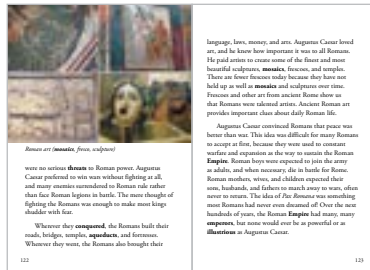 Roman art (mosaics, fresco, sculpture)
were no serious threats to Roman power. Augustus
Caesar preferred to win wars without fighting at all,
and many enemies surrendered to Roman rule rather
than face Roman legions in battle. The mere thought of
fighting the Romans was enough to make most kings
shudder with fear.
Wherever they conquered, the Romans built their
roads, bridges, temples, aqueducts, and fortresses.
Wherever they went, the Romans also brought their
122
language, laws, money, and arts. Augustus Caesar loved
art, and he knew how important it was to all Romans.
He paid artists to create some of the finest and most
beautiful sculptures, mosaics, frescoes, and temples.
There are fewer frescoes today because they have not
held up as well as mosaics and sculptures over time.
Frescoes and other art from ancient Rome show us
that Romans were talented artists. Ancient Roman art
provides important clues about daily Roman life.
Augustus Caesar convinced Romans that peace was
better than war. This idea was difficult for many Romans
to accept at first, because they were used to constant
warfare and expansion as the way to sustain the Roman
Empire. Roman boys were expected to join the army
as adults, and when necessary, die in battle for Rome.
Roman mothers, wives, and children expected their
sons, husbands, and fathers to march away to wars, often
never to return. The idea of Pax Romana was something
most Romans had never even dreamed of! Over the next
hundreds of years, the Roman Empire had many, many
emperors, but none would ever be as powerful or as
illustrious as Augustus Caesar.
123